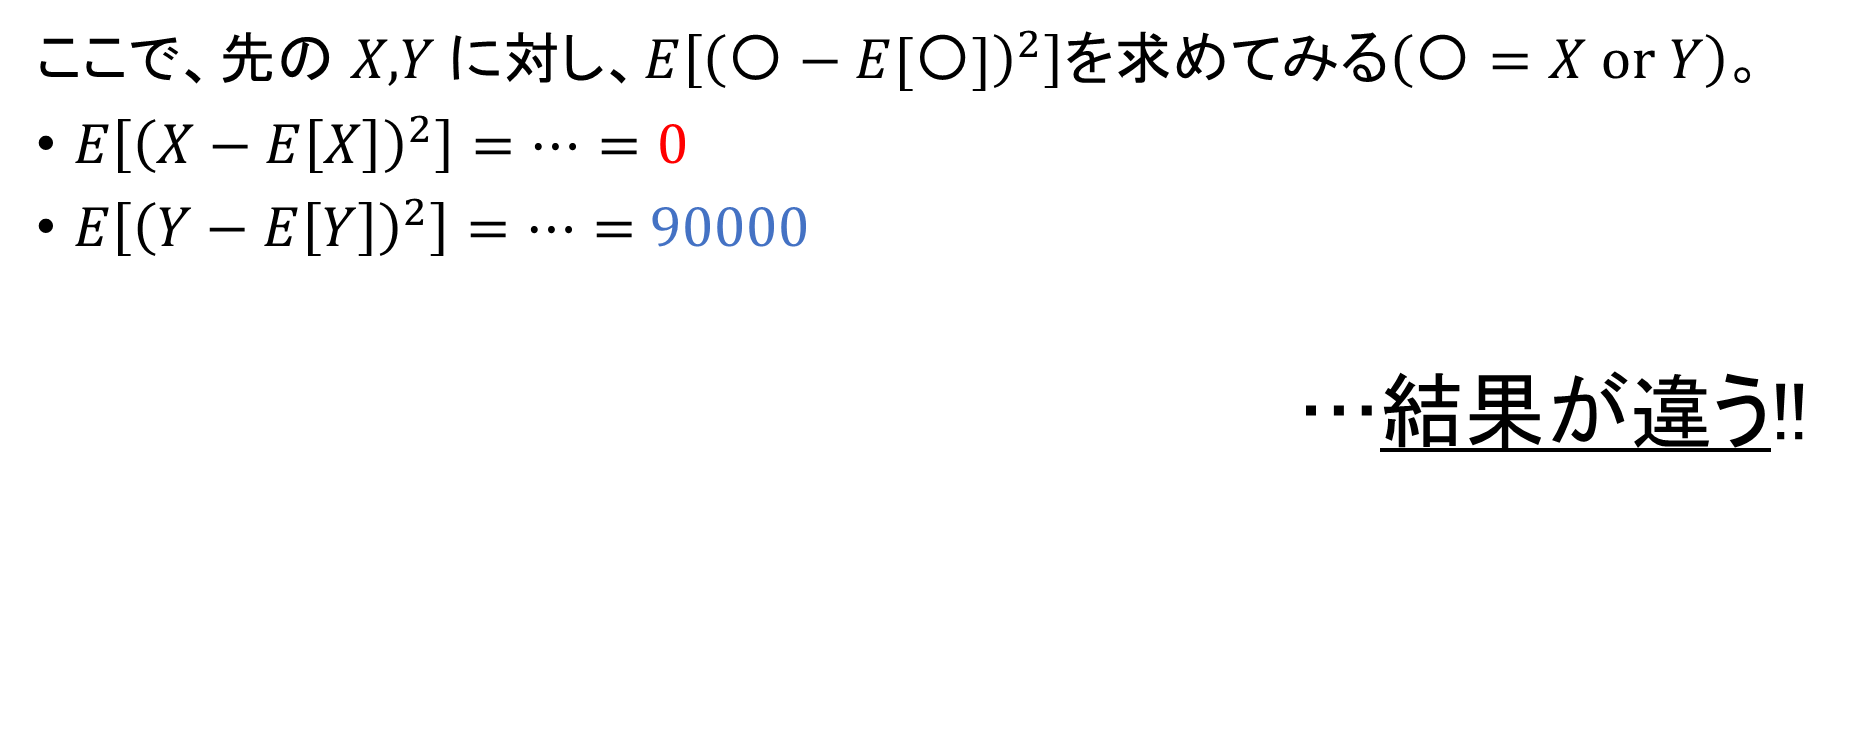 ここで、先の X,Y に対し、E[(○ − E[○])²]を求めてみる(○ = X or Y)。
• E[(X − E[X])²] = ⋯ = 0
• E[(Y − E[Y])²] = ⋯ = 90000
…結果が違う!!